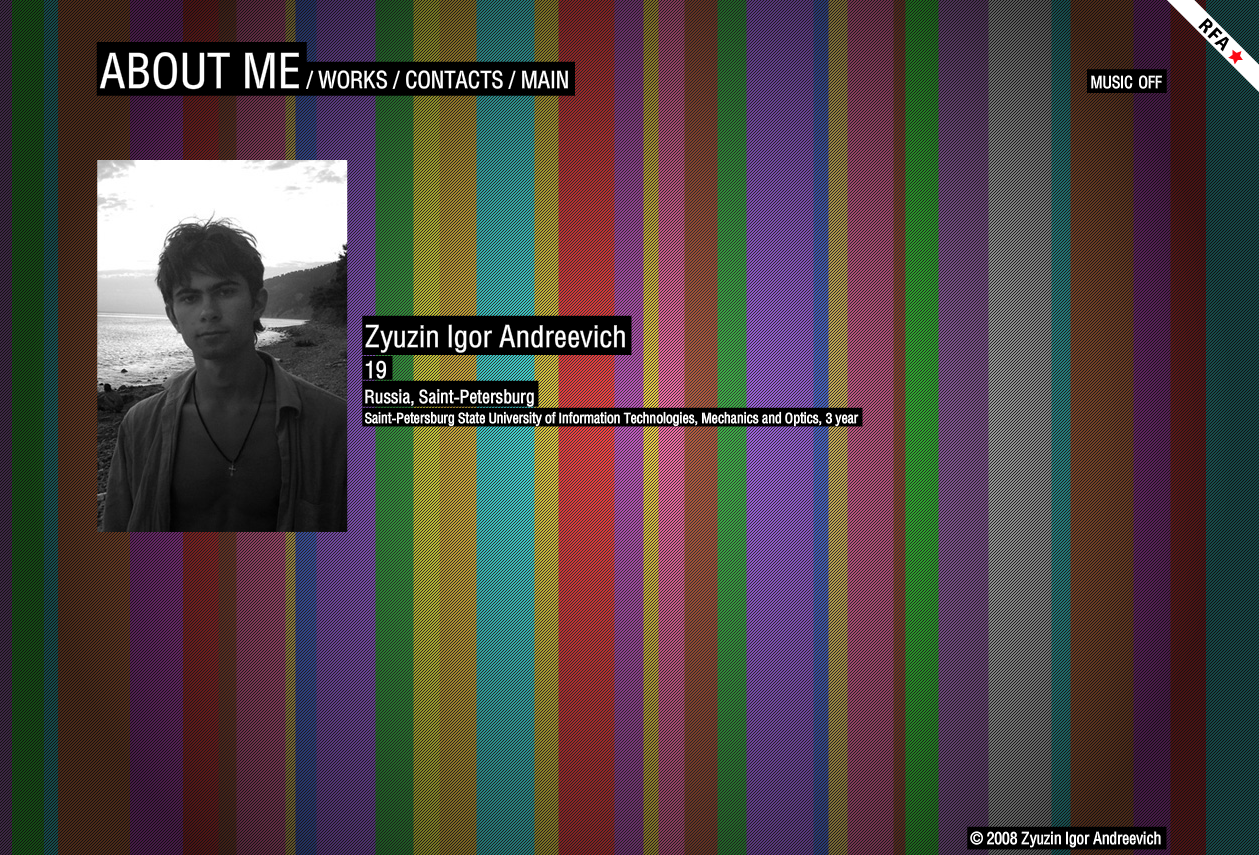 RFA
ABOUT ME / WORKS / CONTACTS / MAIN
MUSIC OFF
Zyuzin Igor Andreevich
19
Russia, Saint-Petersburg
Saint-Petersburg State University of Information Technologies, Mechanics and Optics, 3 year
© 2008 Zyuzin Igor Andreevich